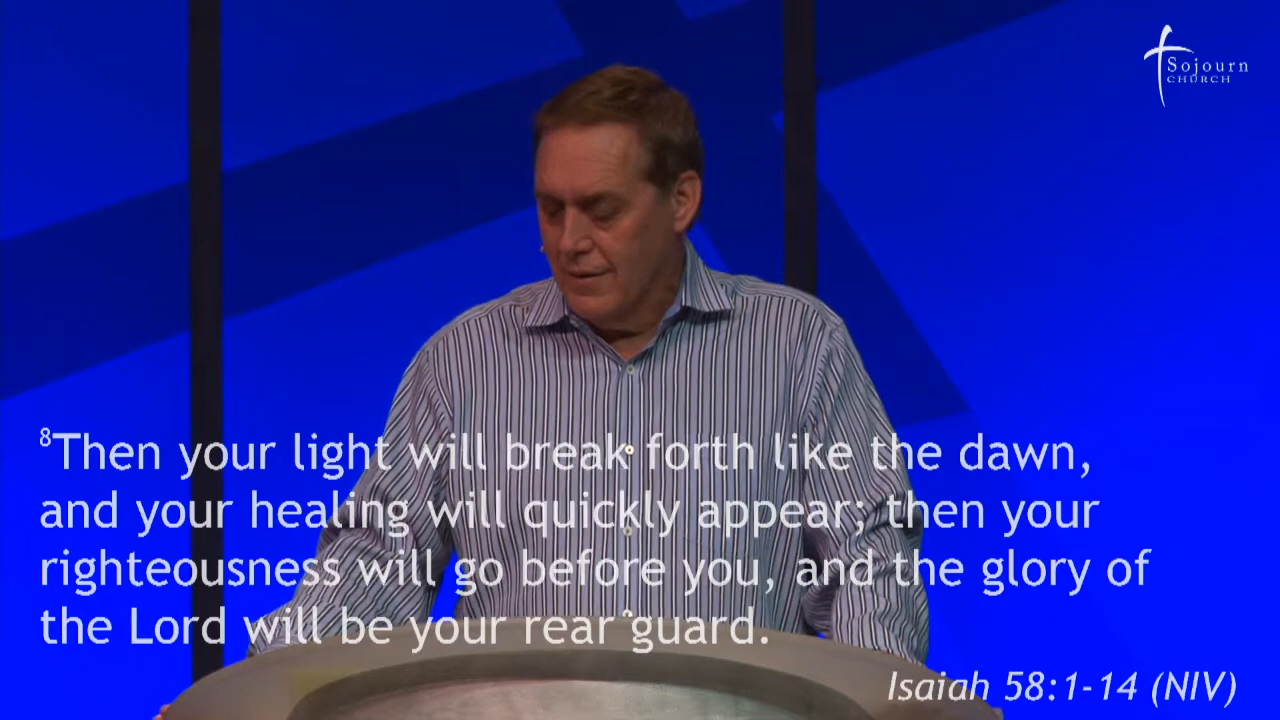 Sojourn
CHURCH
⁸Then your light will break forth like the dawn,
and your healing will quickly appear; then your
righteousness will go before you, and the glory of
the Lord will be your rear guard.
Isaiah 58:1-14 (NIV)